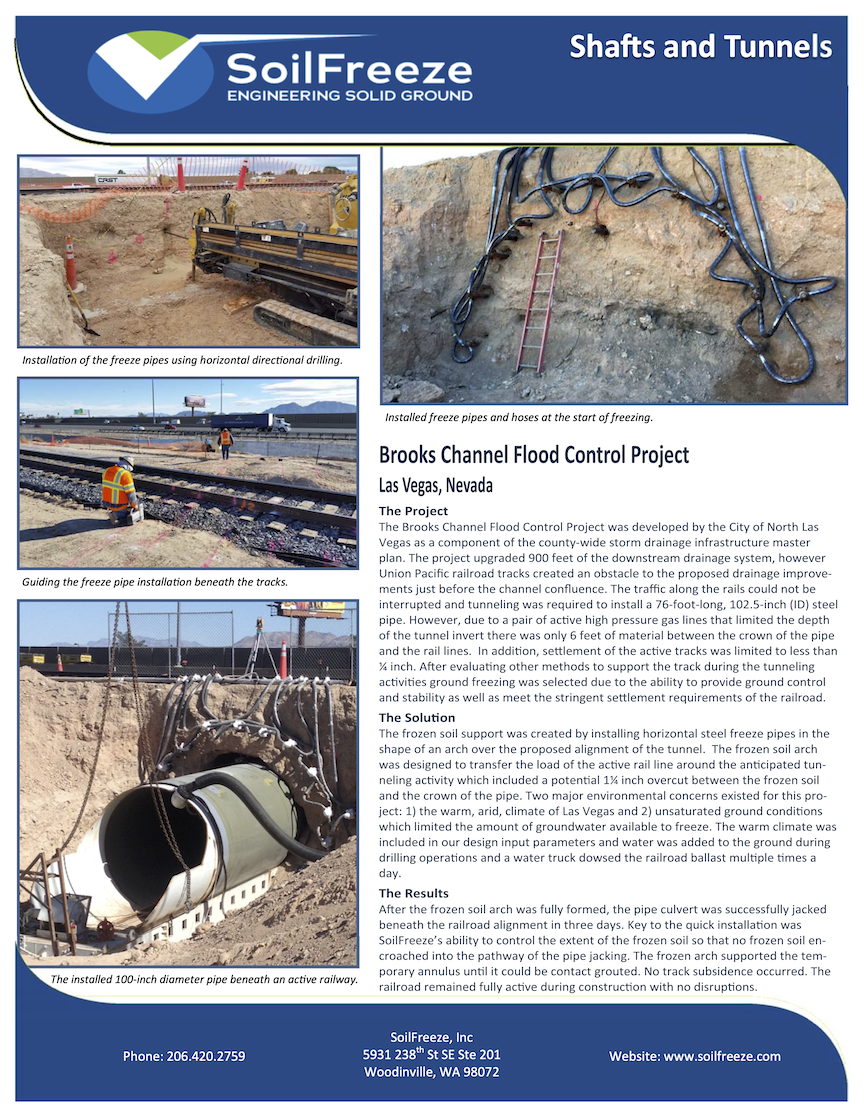 Shafts and Tunnels
SoilFreeze
ENGINEERING SOLID GROUND
CRST
Installation of the freeze pipes using horizontal directional drilling.
Guiding the freeze pipe installation beneath the tracks.
The installed 100-inch diameter pipe beneath an active railway.
Installed freeze pipes and hoses at the start of freezing.
Brooks Channel Flood Control Project
Las Vegas, Nevada
The Project
The Brooks Channel Flood Control Project was developed by the City of North Las
Vegas as a component of the county-wide storm drainage infrastructure master
plan. The project upgraded 900 feet of the downstream drainage system, however
Union Pacific railroad tracks created an obstacle to the proposed drainage improve-
ments just before the channel confluence. The traffic along the rails could not be
interrupted and tunneling was required to install a 76-foot-long, 102.5-inch (ID) steel
pipe. However, due to a pair of active high pressure gas lines that limited the depth
of the tunnel invert there was only 6 feet of material between the crown of the pipe
and the rail lines. In addition, settlement of the active tracks was limited to less than
¼ inch. After evaluating other methods to support the track during the tunneling
activities ground freezing was selected due to the ability to provide ground control
and stability as well as meet the stringent settlement requirements of the railroad.
The Solution
The frozen soil support was created by installing horizontal steel freeze pipes in the
shape of an arch over the proposed alignment of the tunnel. The frozen soil arch
was designed to transfer the load of the active rail line around the anticipated tun-
neling activity which included a potential 1¼ inch overcut between the frozen soil
and the crown of the pipe. Two major environmental concerns existed for this pro-
ject: 1) the warm, arid, climate of Las Vegas and 2) unsaturated ground conditions
which limited the amount of groundwater available to freeze. The warm climate was
included in our design input parameters and water was added to the ground during
drilling operations and a water truck dowsed the railroad ballast multiple times a
day.
The Results
After the frozen soil arch was fully formed, the pipe culvert was successfully jacked
beneath the railroad alignment in three days. Key to the quick installation was
SoilFreeze's ability to control the extent of the frozen soil so that no frozen soil en-
croached into the pathway of the pipe jacking. The frozen arch supported the tem-
porary annulus until it could be contact grouted. No track subsidence occurred. The
railroad remained fully active during construction with no disruptions.
Phone: 206.420.2759
SoilFreeze, Inc
5931 238th St SE Ste 201
Woodinville, WA 98072
Website: www.soilfreeze.com